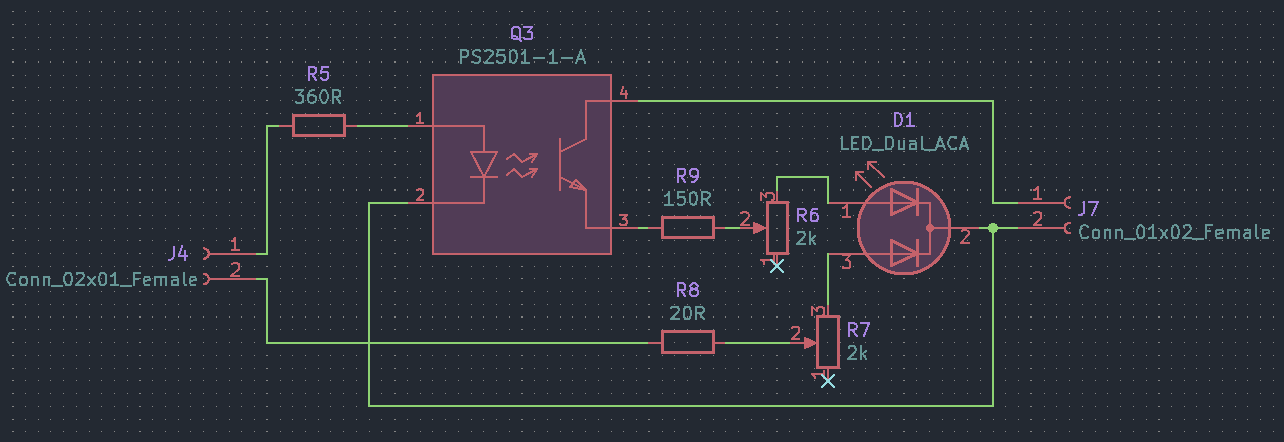 Q3
PS2501-1-A
R5
360R
1
2
4
3
D1
LED_Dual_ACA
R9
150R
2
3
1
R6
2k
1
3
2
1
2
J7
Conn_01x02_Female
J4
1
2
Conn_02x01_Female
R8
20R
2
3
1
R7
2k